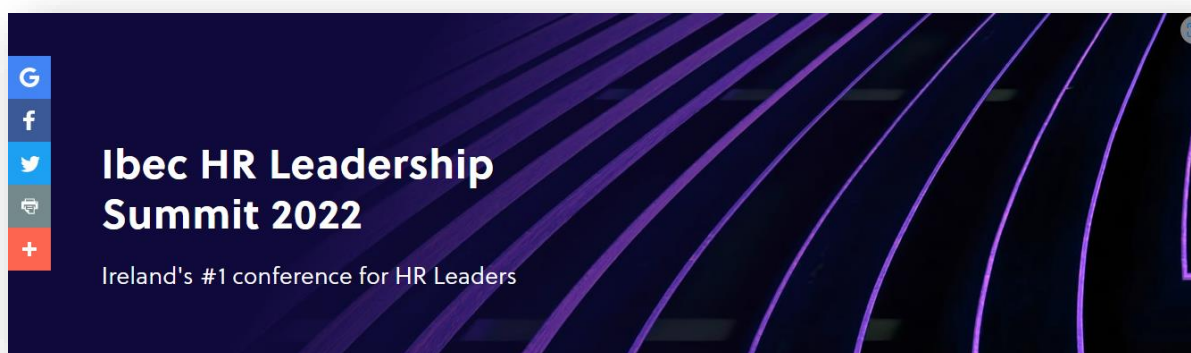 Ibec HR Leadership
Summit 2022
Ireland's #1 conference for HR Leaders